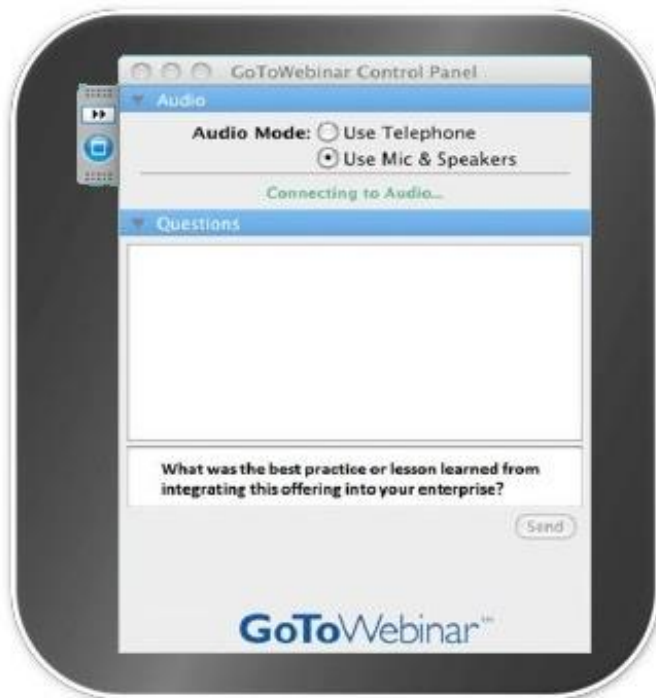 GoToWebinar Control Panel
Audio
Audio Mode: Use Telephone
Use Mic & Speakers
Connecting to Audio...
Questions
What was the best practice or lesson learned from
integrating this offering into your enterprise?
Send
GoToWebinar™